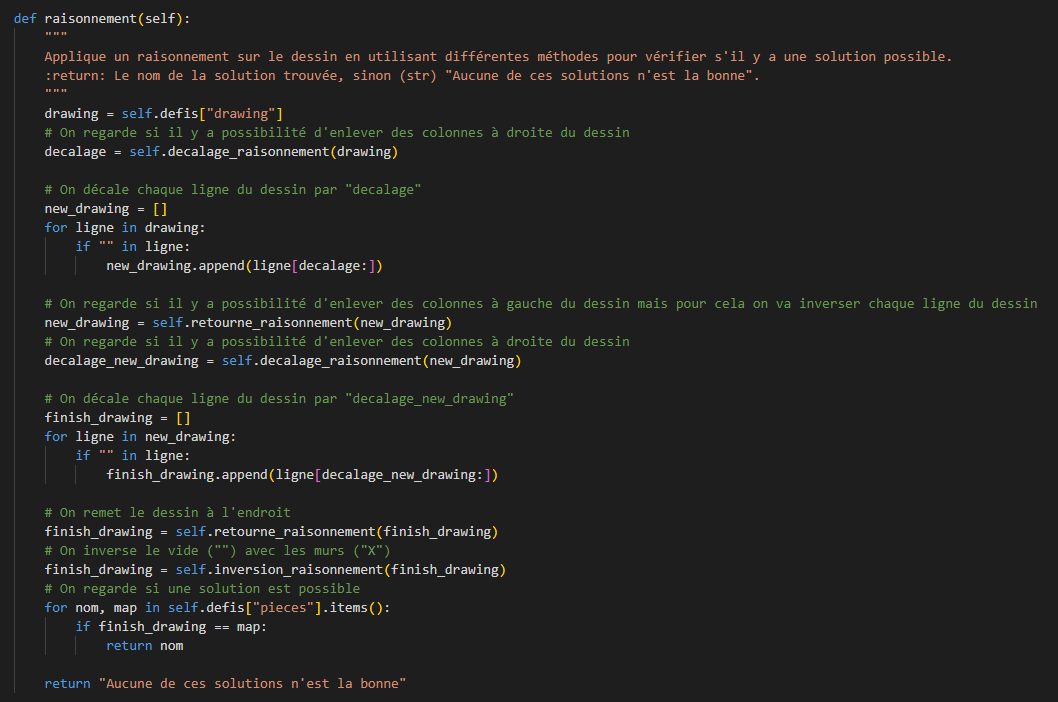 def raisonnement(self):
"""
Applique un raisonnement sur le dessin en utilisant différentes méthodes pour vérifier s'il y a une solution possible.
:return: Le nom de la solution trouvée, sinon (str) "Aucune de ces solutions n'est la bonne".
"""
drawing = self.defis["drawing"]
# On regarde si il y a possibilité d'enlever des colonnes à droite du dessin
decalage = self.decalage_raisonnement(drawing)
# On décale chaque ligne du dessin par "decalage"
new_drawing = []
for ligne in drawing:
if "" in ligne:
new_drawing.append(ligne[decalage:])
# On regarde si il y a possibilité d'enlever des colonnes à gauche du dessin mais pour cela on va inverser chaque ligne du dessin
new_drawing = self.retourne_raisonnement(new_drawing)
# On regarde si il y a possibilité d'enlever des colonnes à droite du dessin
decalage_new_drawing = self.decalage_raisonnement(new_drawing)
# On décale chaque ligne du dessin par "decalage_new_drawing"
finish_drawing = []
for ligne in new_drawing:
if "" in ligne:
finish_drawing.append(ligne[decalage_new_drawing:])
# On remet le dessin à l'endroit
finish_drawing = self.retourne_raisonnement(finish_drawing)
# On inverse le vide ("") avec les murs ("X")
finish_drawing = self.inversion_raisonnement(finish_drawing)
# On regarde si une solution est possible
for nom, map in self.defis["pieces"].items():
if finish_drawing == map:
return nom
return "Aucune de ces solutions n'est la bonne"